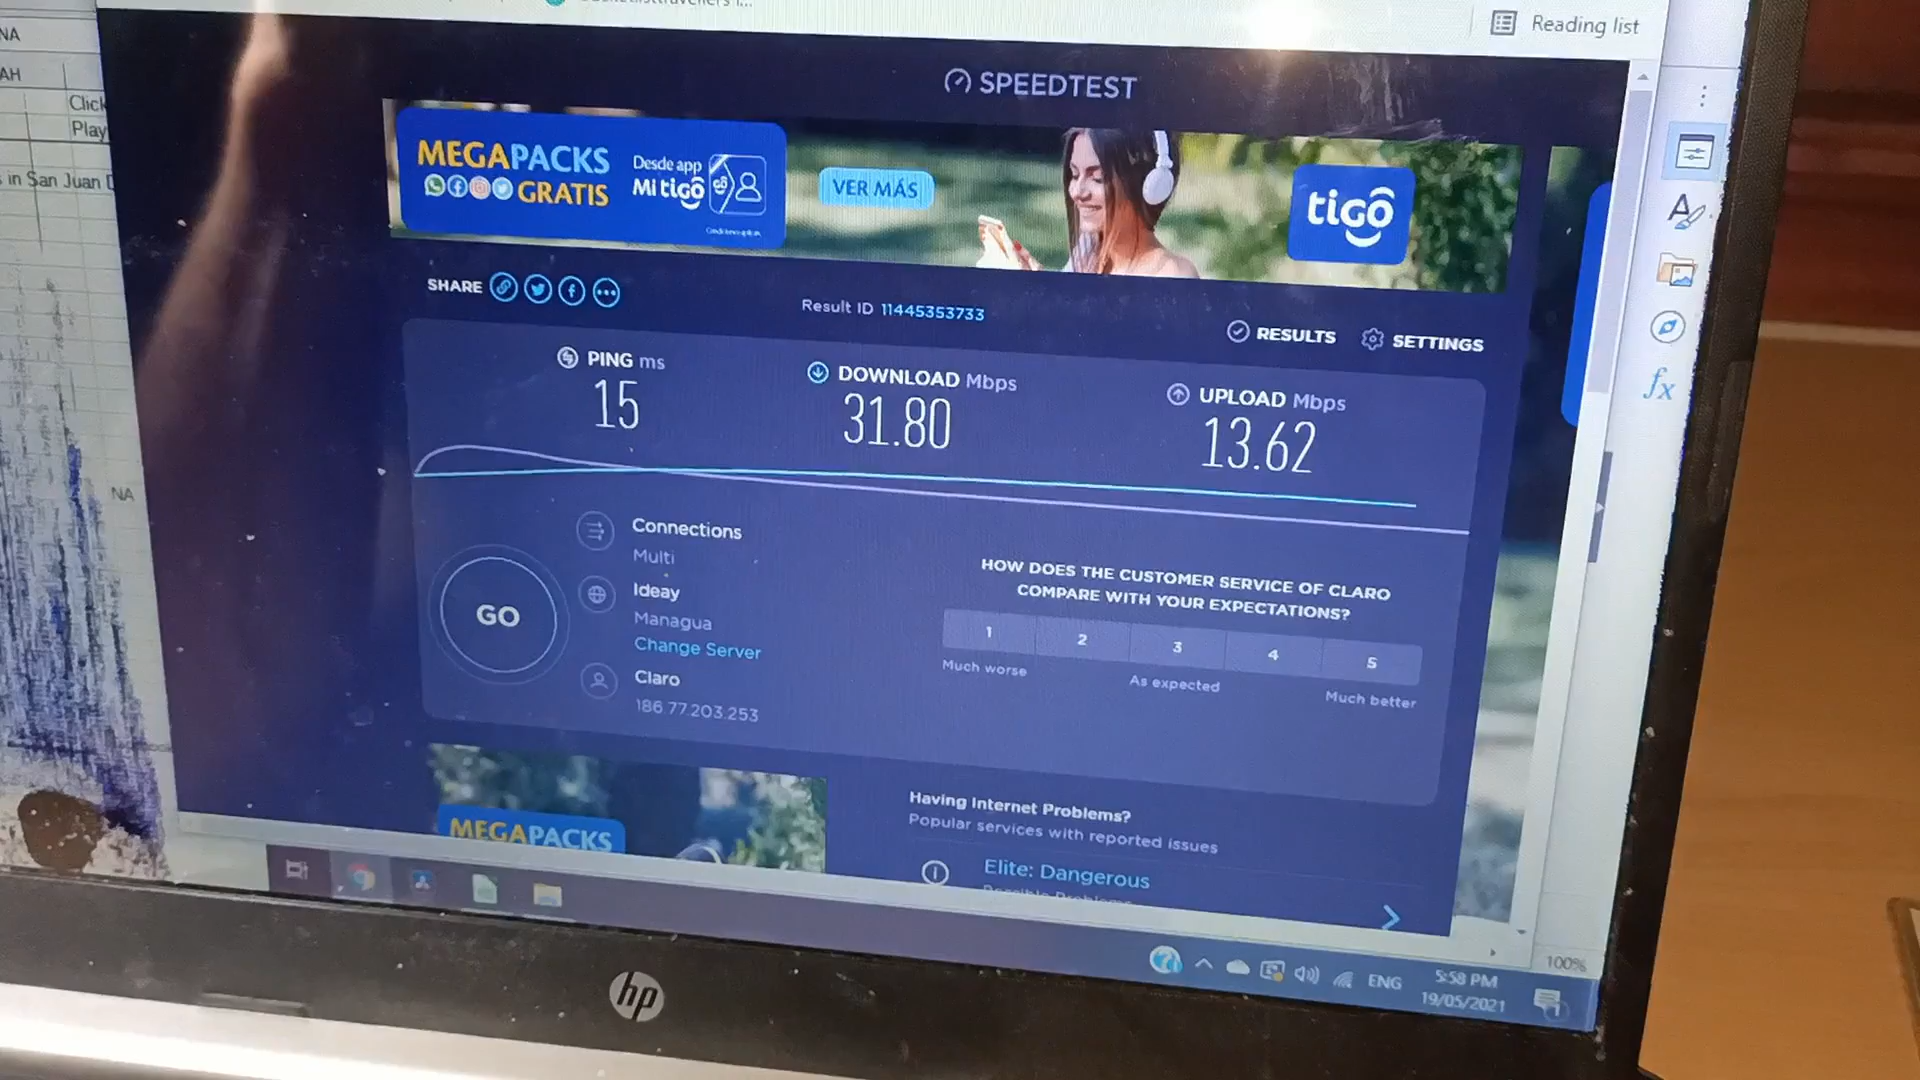 Reading list
NA
AH
Click
Play
in San Juan
NA
SPEEDTEST
MEGAPACKS
GRATIS
Desde app
Mi tigo
VER MÁS
tigo
SHARE
Result ID 11445353733
RESULTS
SETTINGS
PING ms
15
DOWNLOAD Mbps
31.80
UPLOAD Mbps
13.62
GO
Connections
Multi
Ideay
Managua
Change Server
Claro
186.77.203.253
HOW DOES THE CUSTOMER SERVICE OF CLARO
COMPARE WITH YOUR EXPECTATIONS?
1 2 3 4 5
Much worse
As expected
Much better
MEGAPACKS
Having Internet Problems?
Popular services with reported issues
Elite: Dangerous
fx
100%
ENG
5:58 PM
19/05/2021
hp